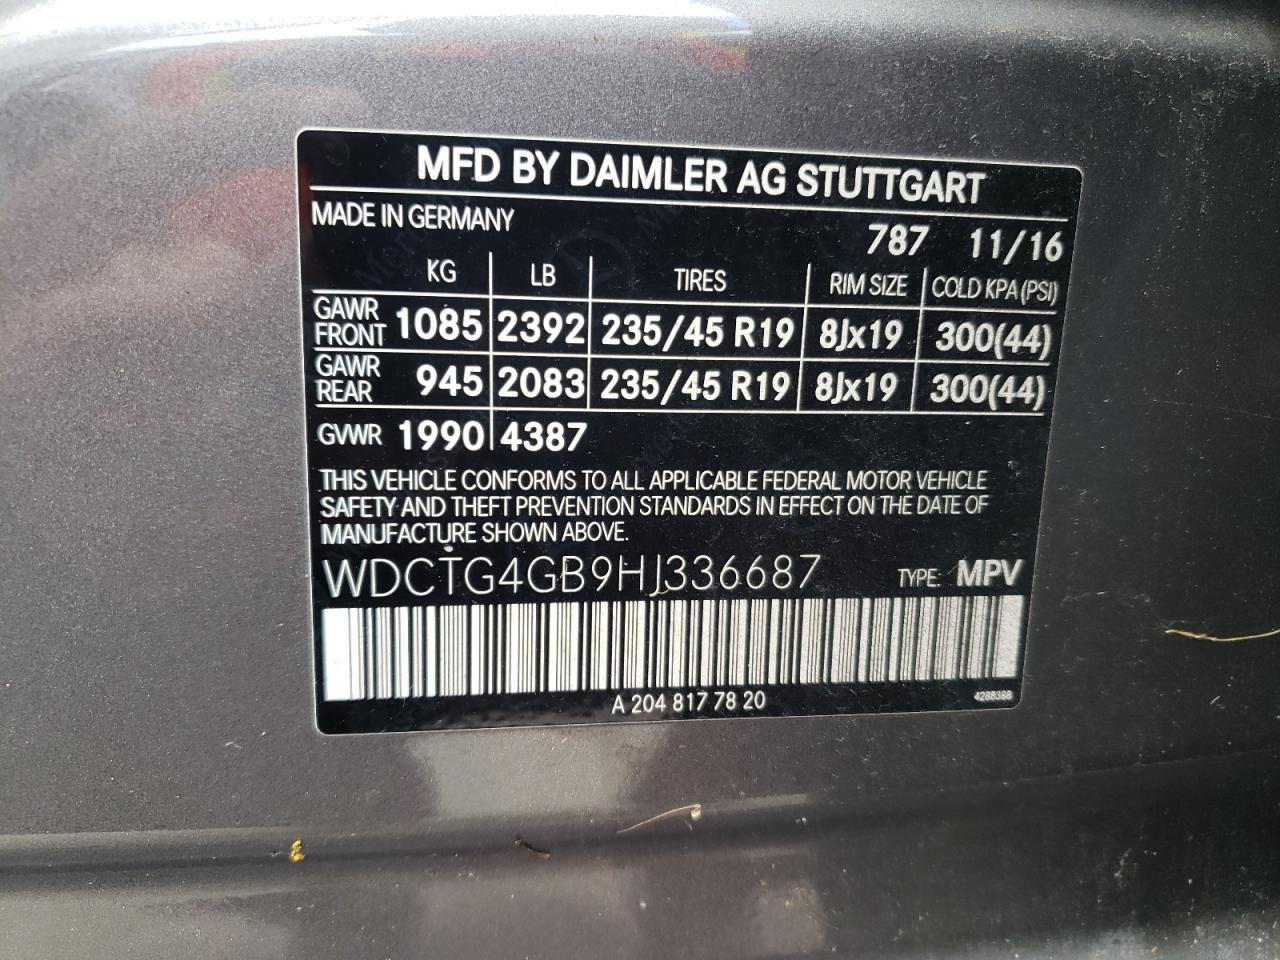 MFD BY DAIMLER AG STUTTGART
MADE IN GERMANY
787 11/16
KG LB TIRES RIM SIZE COLD KPA (PSI)
GAWR FRONT 1085 2392 235/45 R19 8Jx19 300(44)
GAWR REAR 945 2083 235/45 R19 8Jx19 300(44)
GVWR 1990 4387
THIS VEHICLE CONFORMS TO ALL APPLICABLE FEDERAL MOTOR VEHICLE
SAFETY AND THEFT PREVENTION STANDARDS IN EFFECT ON THE DATE OF
MANUFACTURE SHOWN ABOVE.
WDCTG4GB9HJ336687 TYPE: MPV
A 204 817 78 20
4288388